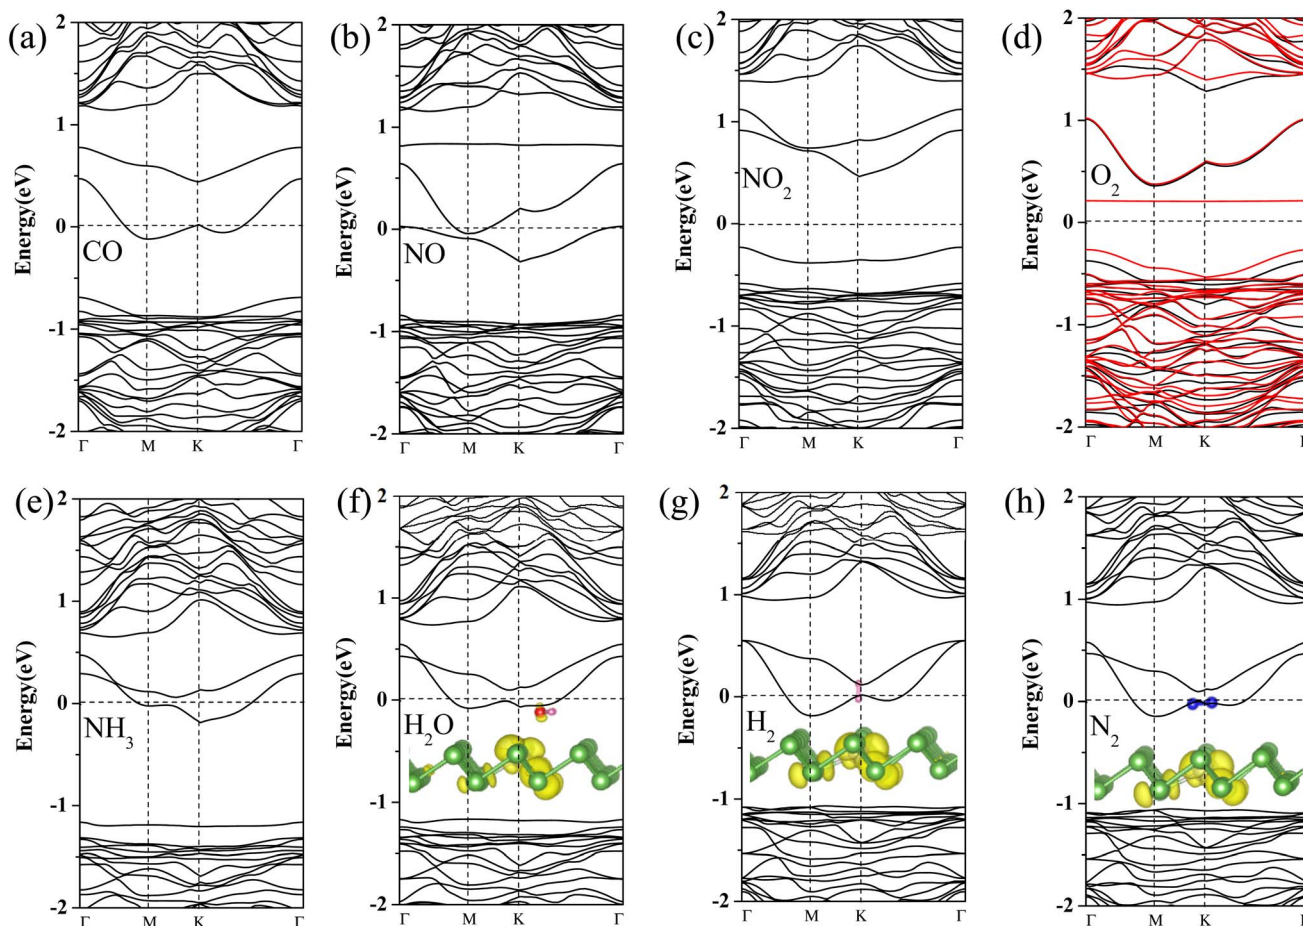 (a)
2
1
0
-1
-2
Energy(eV)
CO
Γ M K Γ
(b)
2
1
0
-1
-2
Energy(eV)
NO
Γ M K Γ
(c)
2
1
0
-1
-2
Energy(eV)
NO₂
Γ M K Γ
(d)
2
1
0
-1
-2
Energy(eV)
O₂
Γ M K
(e)
2
1
0
-1
-2
Energy(eV)
NH₃
Γ M K Γ
(f)
2
1
0
-1
-2
Energy(eV)
H₂O
Γ M K Γ
(g)
2
1
0
-1
-2
Energy(eV)
H₂
Γ M K Γ
(h)
2
1
0
-1
-2
Energy(eV)
N₂
Γ M K